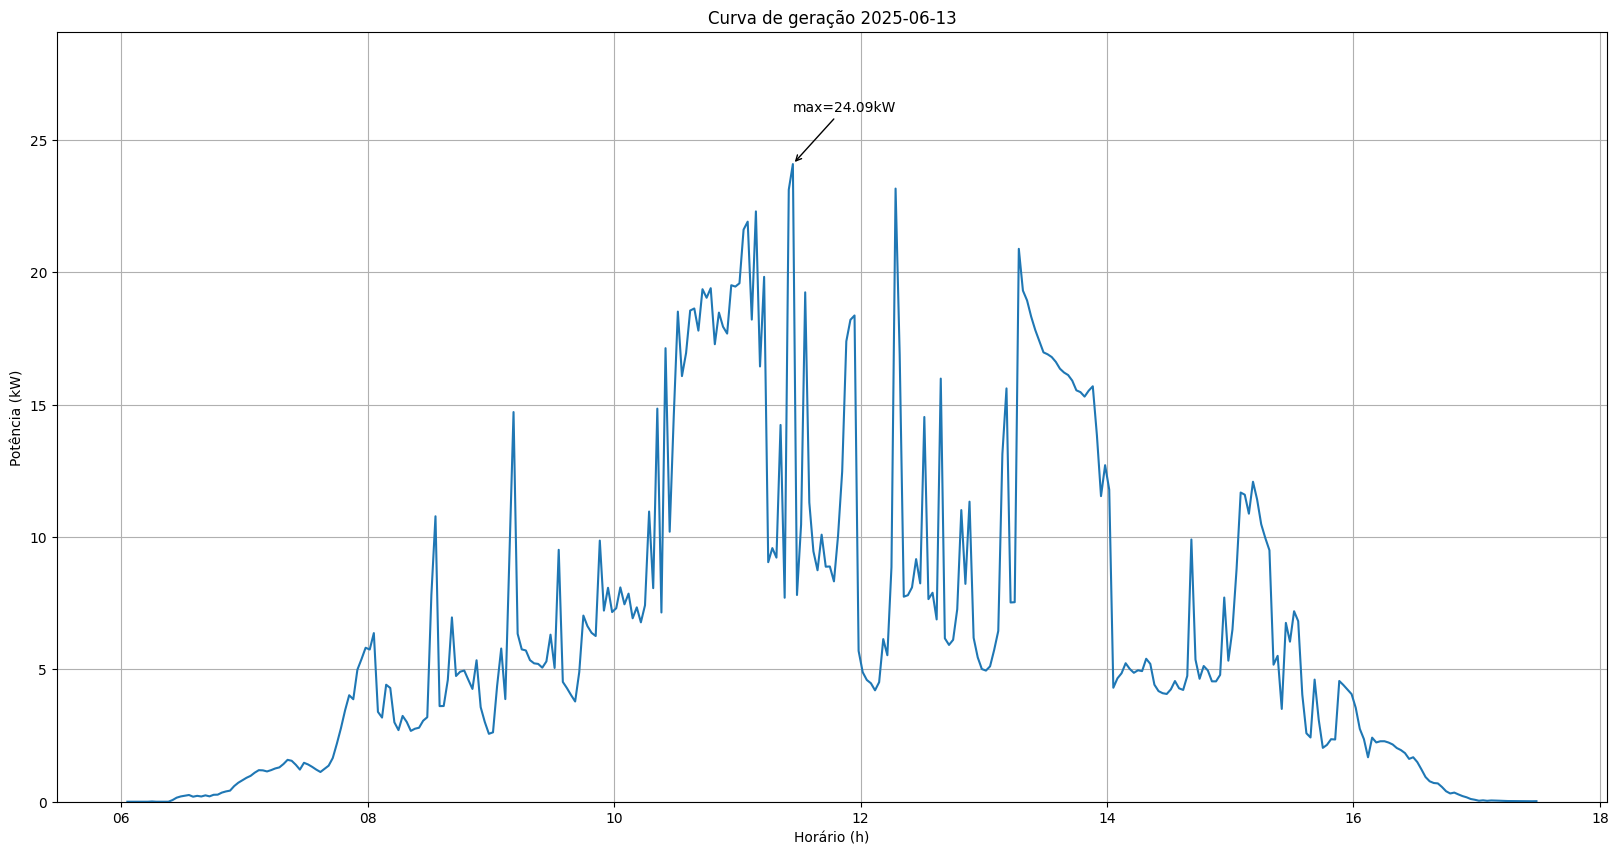 Curva de geração 2025-06-13
max=24.09kW
Potência (kW)
25
20
15
10
5
0
06 08 10 12 14 16 18
Horário (h)